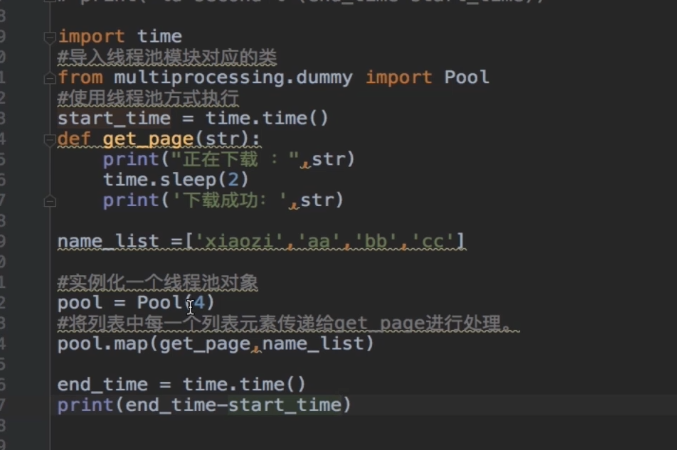 import time
#导入线程池模块对应的类
from multiprocessing.dummy import Pool
#使用线程池方式执行
start_time = time.time()
def get_page(str):
    print("正在下载 ：",str)
    time.sleep(2)
    print('下载成功：',str)
name_list =['xiaozi','aa','bb','cc']
#实例化一个线程池对象
pool = Pool(4)
#将列表中每一个列表元素传递给get_page进行处理。
pool.map(get_page,name_list)
end_time = time.time()
print(end_time-start_time)